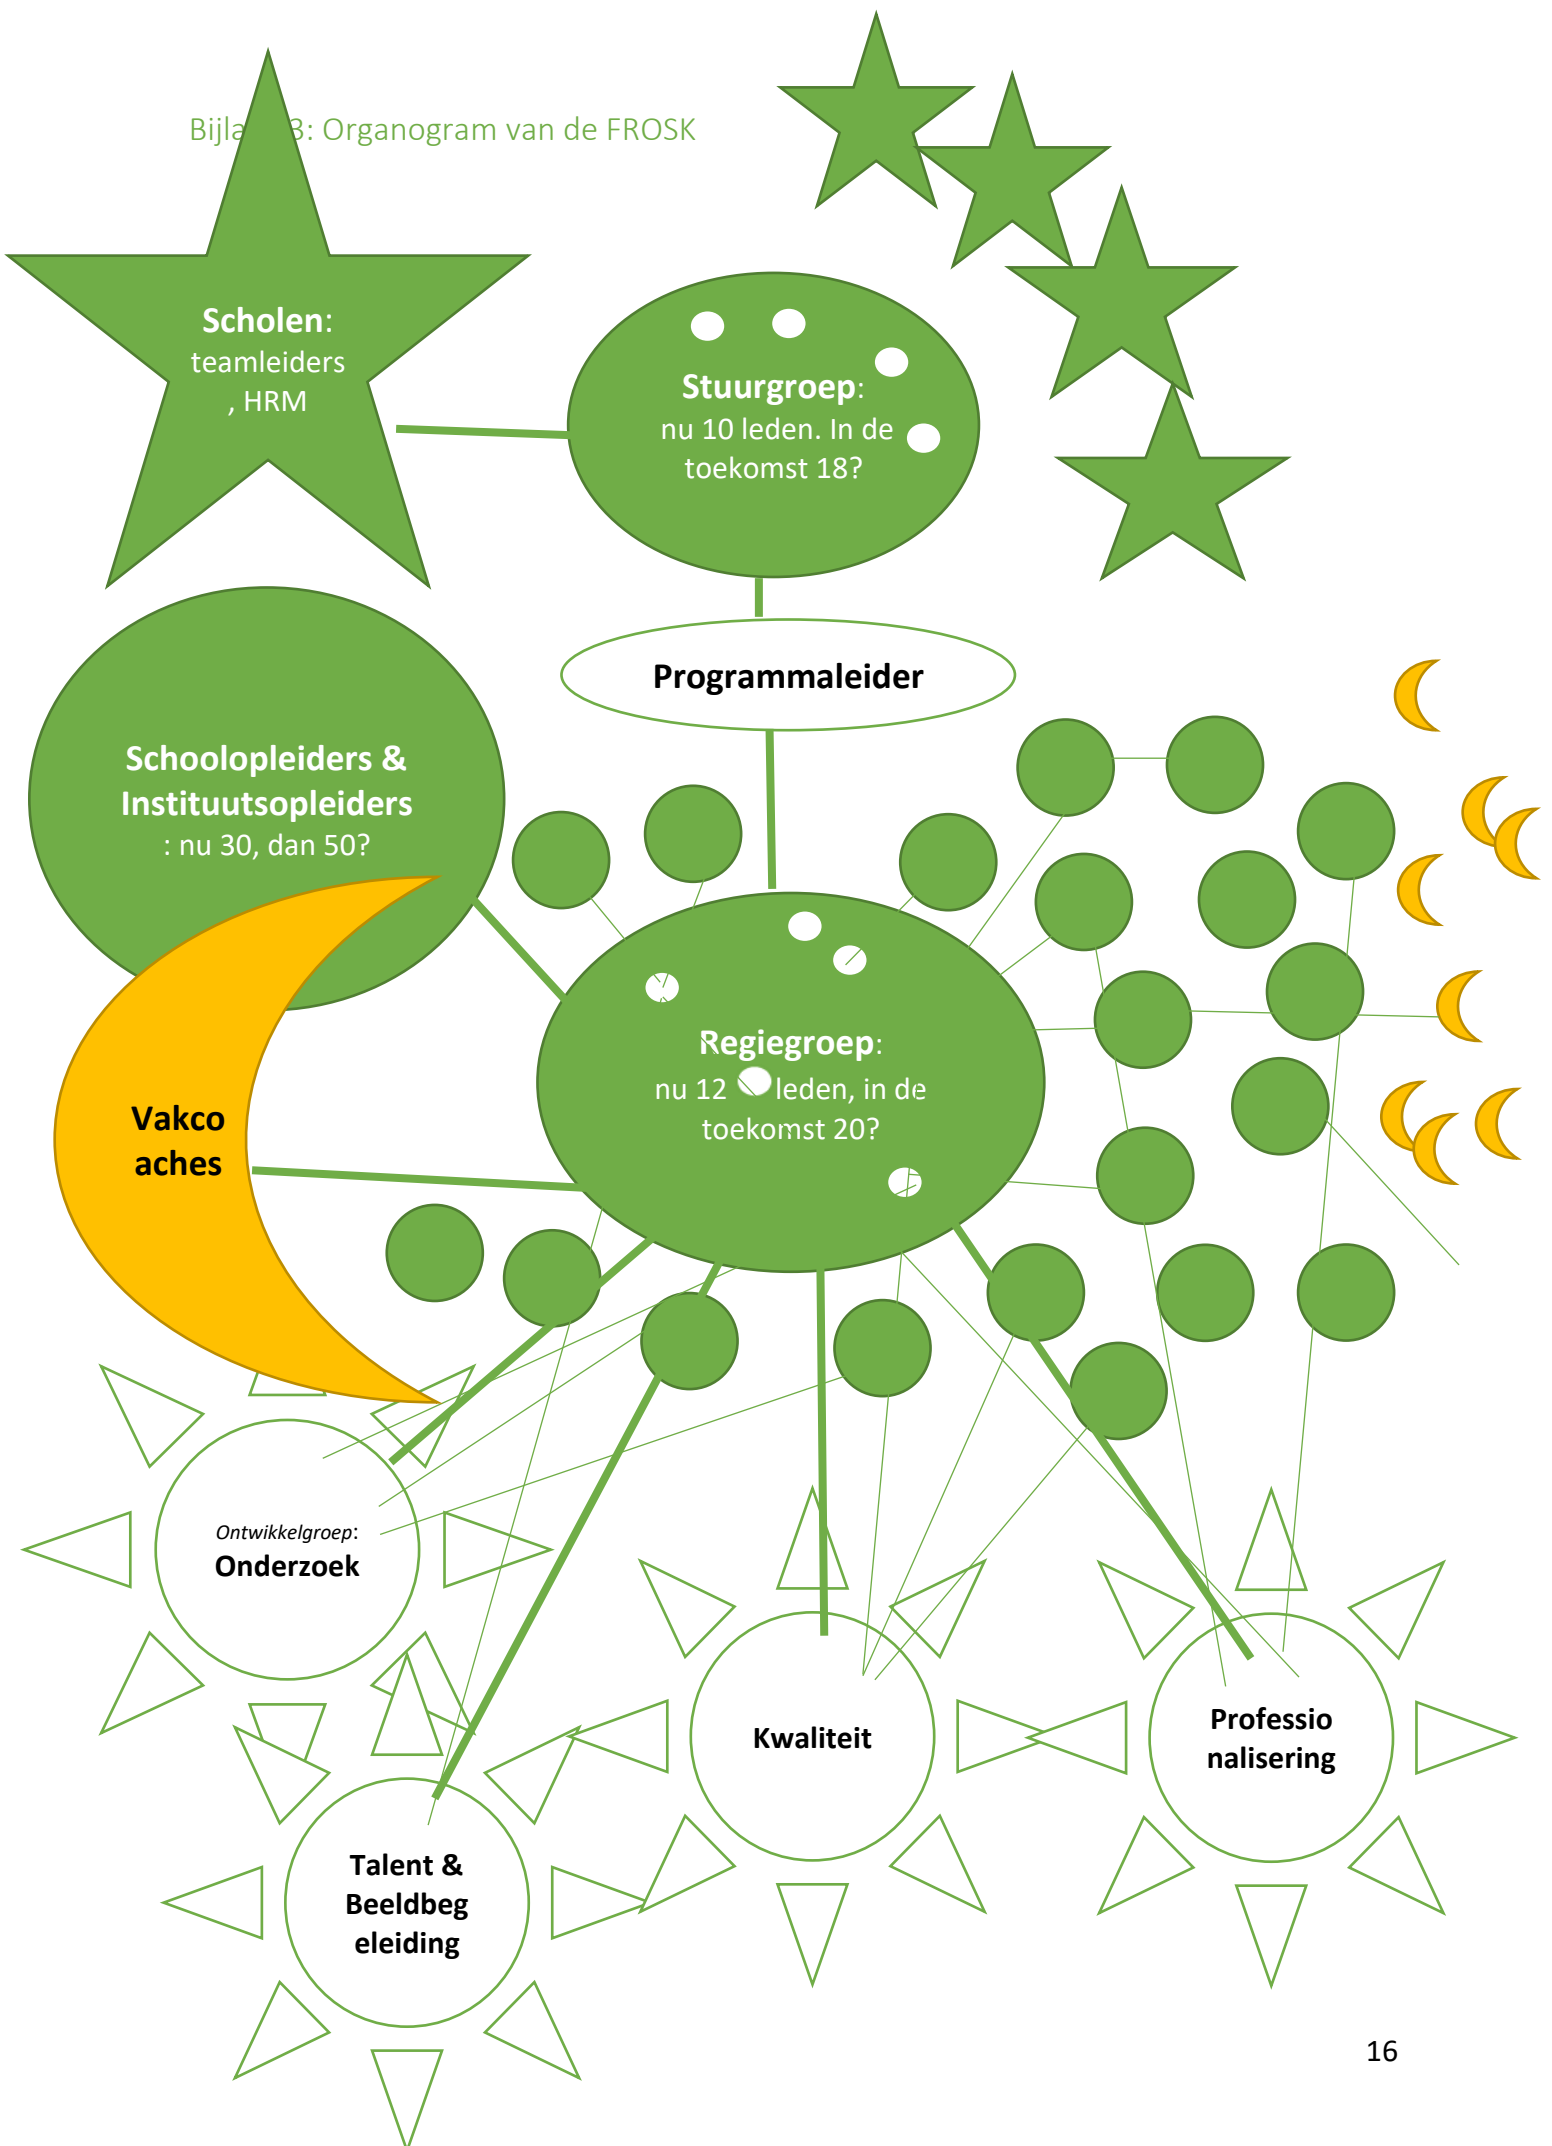 Bijla 3: Organogram van de FROSK
Scholen:
teamleiders
, HRM
Stuurgroep:
nu 10 leden. In de
toekomst 18?
Programmaleider
Schoolopleiders &
Instituutsopleiders
: nu 30, dan 50?
Regiegroep:
nu 12 leden, in de
toekomst 20?
Vakco
aches
Ontwikkelgroep:
Onderzoek
Kwaliteit
Professio
nalisering
Talent &
Beeldbeg
eleiding
16